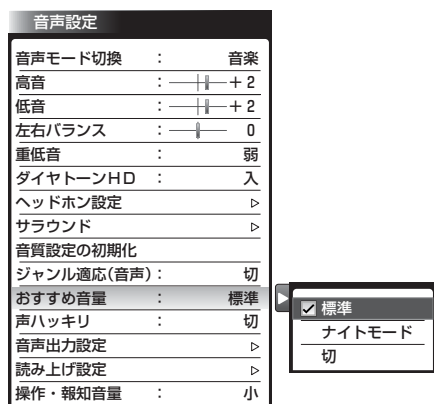 音声設定
音声モード切換 : 音楽
高音 : +2
低音 : +2
左右バランス : 0
重低音 : 弱
ダイヤトーンHD : 入
ヘッドホン設定
サラウンド
音質設定の初期化
ジャンル適応(音声) : 切
おすすめ音量 : 標準
声ハッキリ : 切
音声出力設定
読み上げ設定
操作・報知音量 : 小
標準
ナイトモード
切